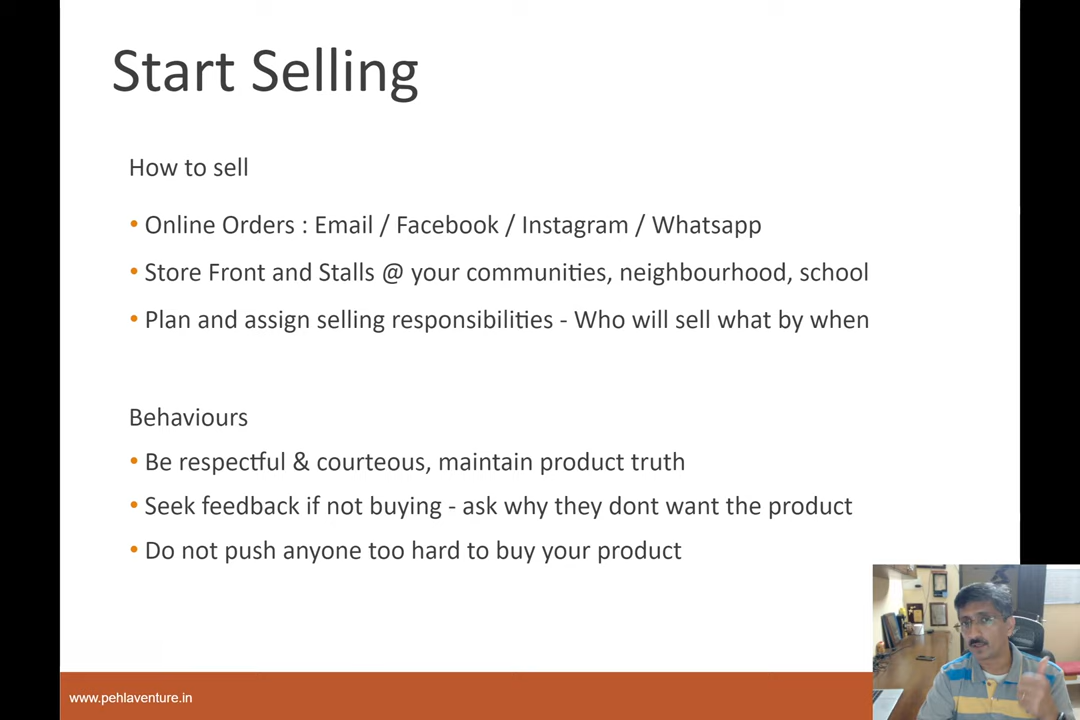 Start Selling
How to sell
• Online Orders : Email / Facebook / Instagram / Whatsapp
• Store Front and Stalls @ your communities, neighbourhood, school
• Plan and assign selling responsibilities - Who will sell what by when
Behaviours
• Be respectful & courteous, maintain product truth
• Seek feedback if not buying - ask why they dont want the product
• Do not push anyone too hard to buy your product
www.pehlaventure.in